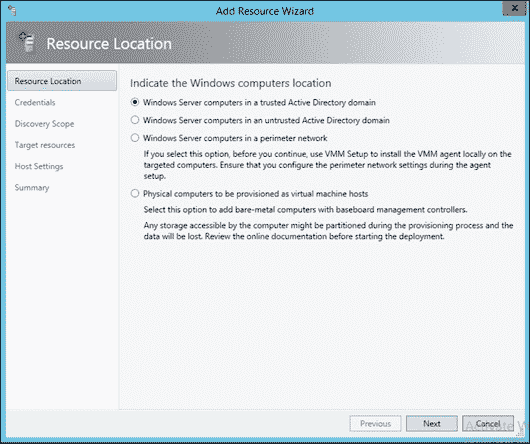 Add Resource Wizard
x
Resource Location
Resource Location
Credentials
Discovery Scope
Target resources
Host Settings
Summary
Indicate the Windows computers location
Windows Server computers in a trusted Active Directory domain
Windows Server computers in an untrusted Active Directory domain
Windows Server computers in a perimeter network
If you select this option, before you continue, use VMM Setup to install the VMM agent locally on the
targeted computers. Ensure that you configure the perimeter network settings during the agent
setup.
Physical computers to be provisioned as virtual machine hosts
Select this option to add bare-metal computers with baseboard management controllers.
Any storage accessible by the computer might be partitioned during the provisioning process and the
data will be lost. Review the online documentation before starting the deployment.
Previous
Next
Cancel